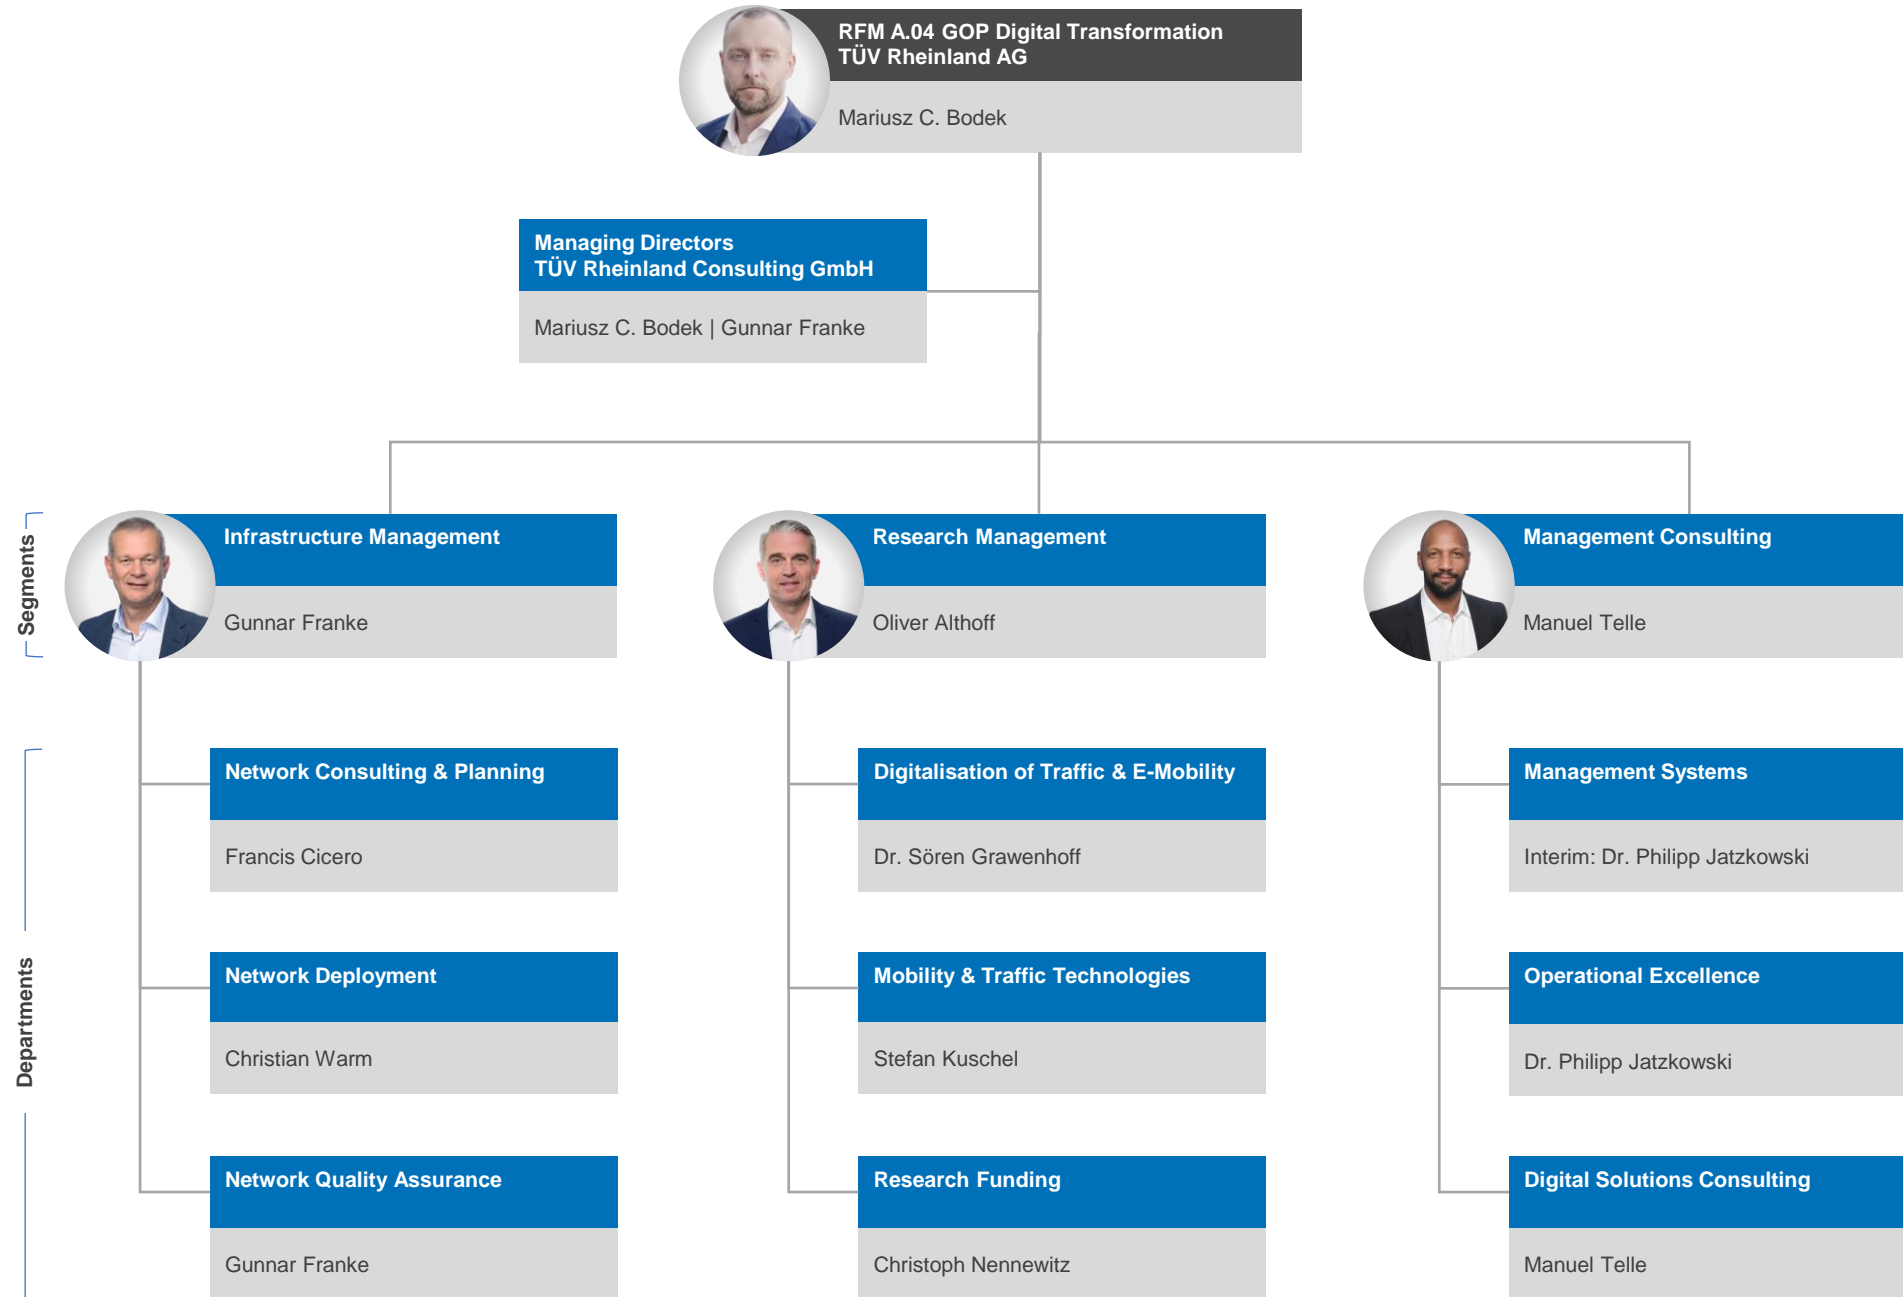 RFM A.04 GOP Digital Transformation
TÜV Rheinland AG
Mariusz C. Bodek
Managing Directors
TÜV Rheinland Consulting GmbH
Mariusz C. Bodek | Gunnar Franke
Segments
Infrastructure Management
Gunnar Franke
Research Management
Oliver Althoff
Management Consulting
Manuel Telle
Departments
Network Consulting & Planning
Francis Cicero
Digitalisation of Traffic & E-Mobility
Dr. Sören Grawenhoff
Management Systems
Interim: Dr. Philipp Jatzkowski
Network Deployment
Christian Warm
Mobility & Traffic Technologies
Stefan Kuschel
Operational Excellence
Dr. Philipp Jatzkowski
Network Quality Assurance
Gunnar Franke
Research Funding
Christoph Nennewitz
Digital Solutions Consulting
Manuel Telle